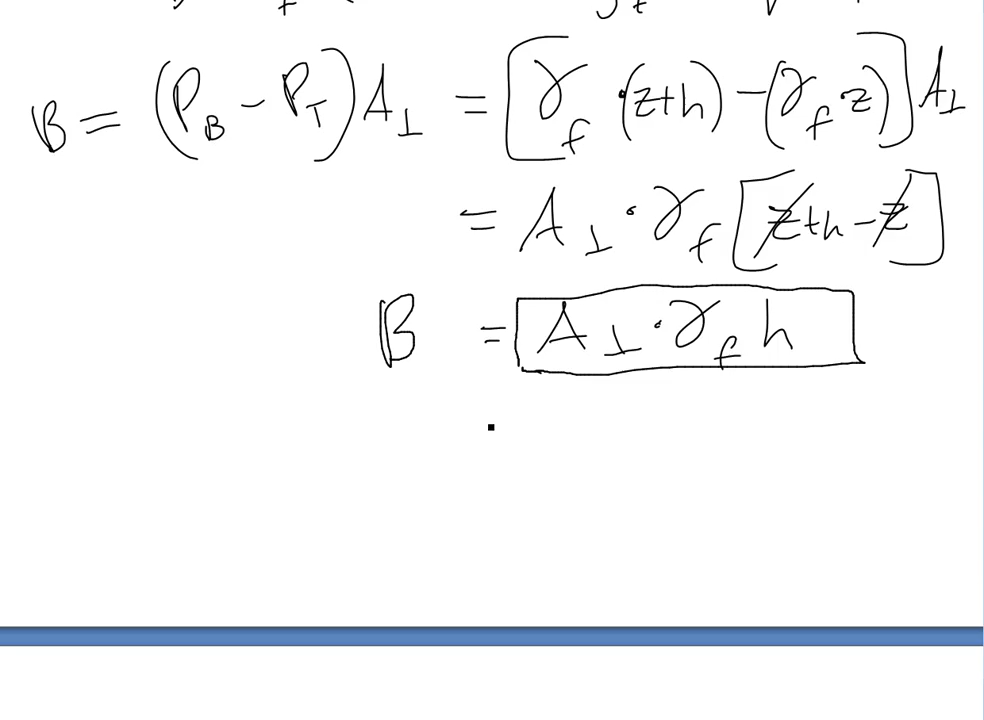 B = (P_B - P_T) A_⊥ = [γ_f · (z+h) - (γ_f z)] A_⊥
= A_⊥ · γ_f [z+h-z]
B = A_⊥ · γ_f h